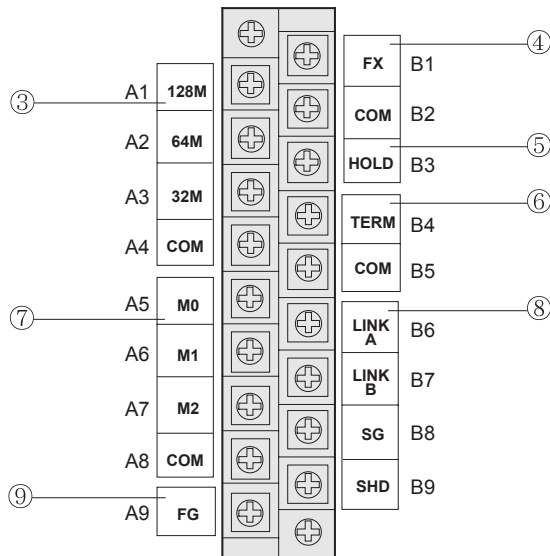 ④
FX B1
③ A1 128M
COM B2
⑤
A2 64M
HOLD B3
A3 32M
⑥
TERM B4
A4 COM
COM B5
A5 M0
⑦
⑧
LINK A B6
A6 M1
LINK B B7
A7 M2
SG B8
A8 COM
SHD B9
⑨
A9 FG